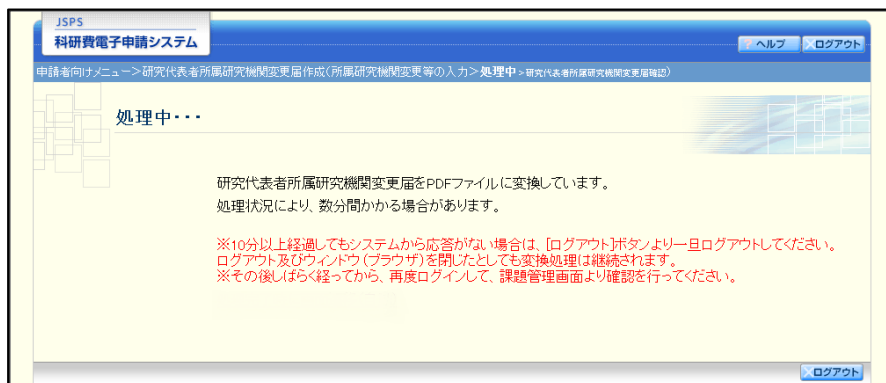 JSPS
科研費電子申請システム
? ヘルプ
×ログアウト
申請者向けメニュー>研究代表者所属研究機関変更届作成(所属研究機関変更等の入力>処理中>研究代表者所属研究機関変更届確認)
処理中・・・
研究代表者所属研究機関変更届をPDFファイルに変換しています。
処理状況により、数分間かかる場合があります。
※10分以上経過してもシステムから応答がない場合は、[ログアウト]ボタンより一旦ログアウトしてください。
ログアウト及びウィンドウ(ブラウザ)を閉じたとしても変換処理は継続されます。
※その後しばらく経ってから、再度ログインして、課題管理画面より確認を行ってください。
×ログアウト